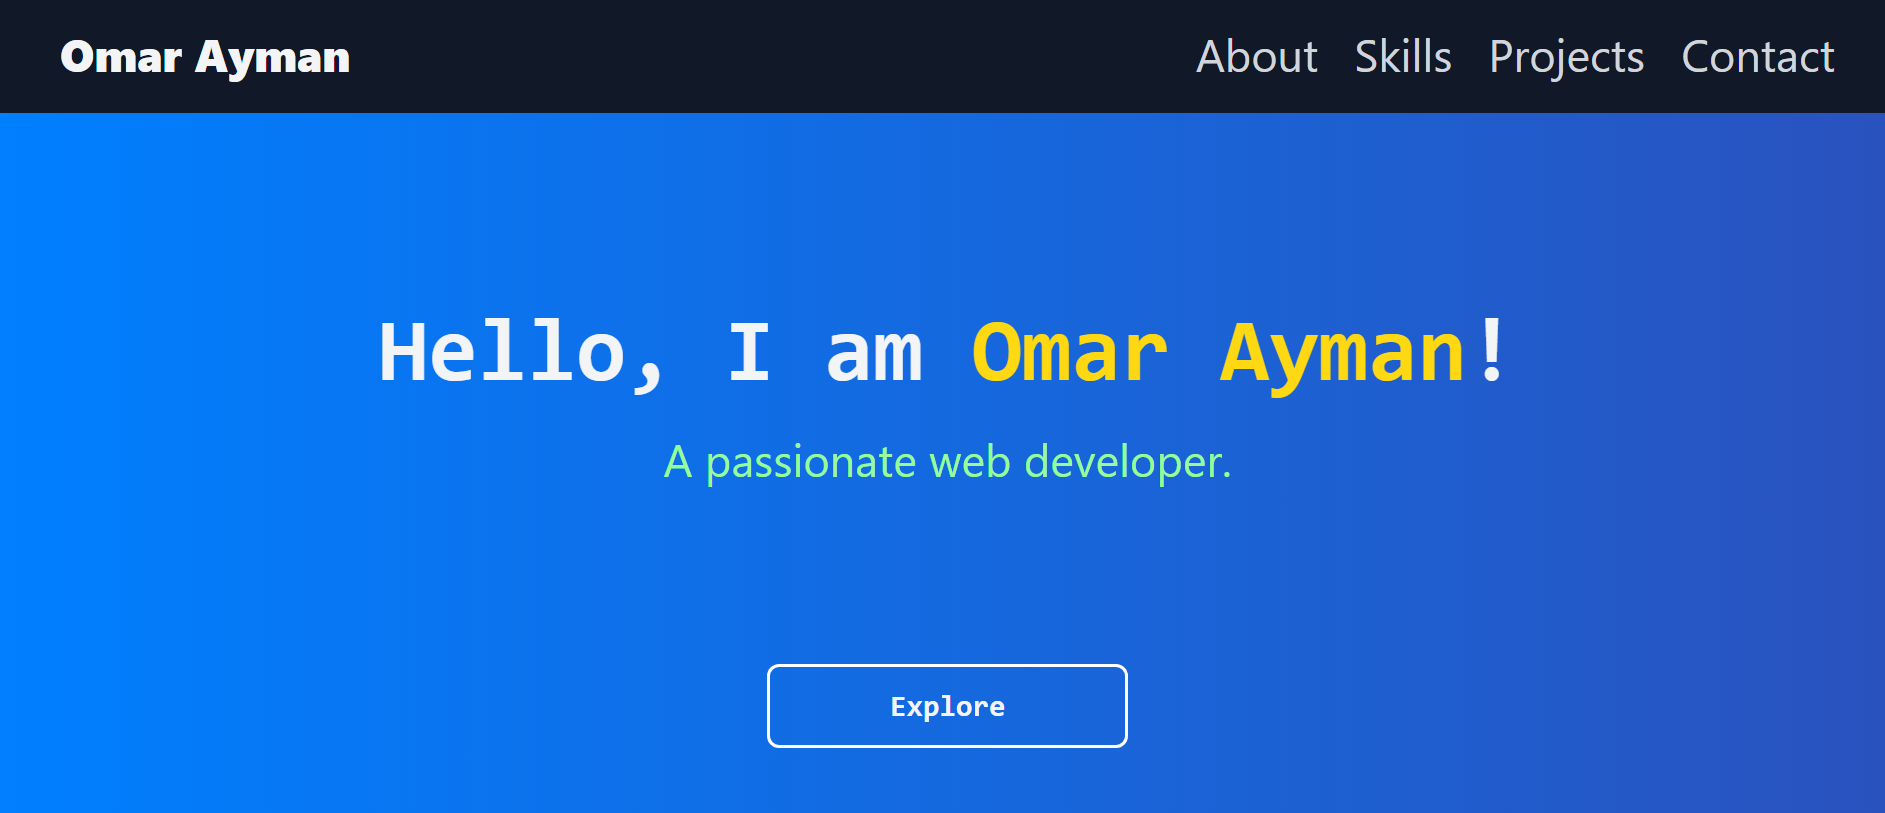 Omar Ayman
About Skills Projects Contact
Hello, I am Omar Ayman!
A passionate web developer.
Explore